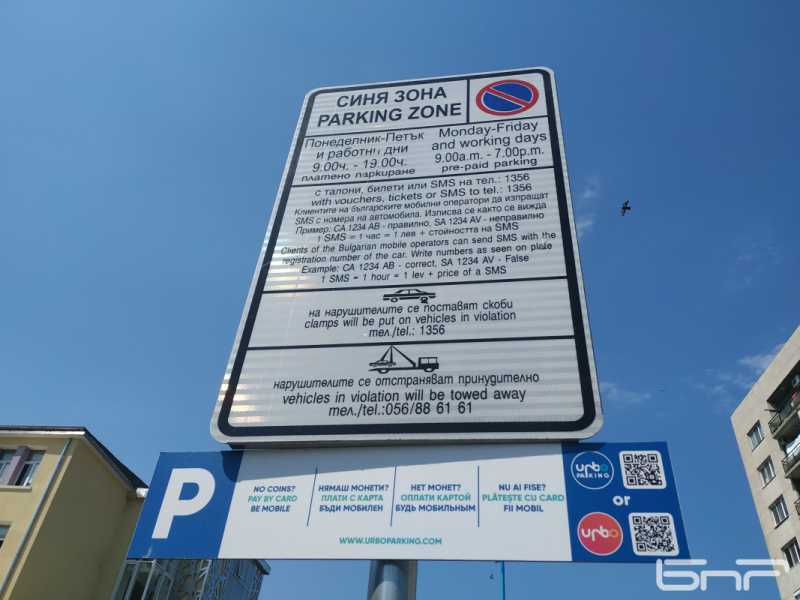 СИНЯ ЗОНА
PARKING ZONE
Понеделник-Петък
и работни дни
9.00ч. - 19.00ч.
платено паркиране
Monday-Friday
and working days
9.00a.m. - 7.00p.m.
pre-paid parking
с талони, билети или SMS на тел.: 1356
with vouchers, tickets or SMS to tel.: 1356
Клиентите на българските мобилни оператори да изпращат
SMS с номера на автомобила. Изписва се както се вижда
Пример: CA 1234 AB - правилно, SA 1234 AV - неправилно
1 SMS = 1 час = 1 лев + стойността на SMS
Clients of the Bulgarian mobile operators can send SMS with the
registration number of the car. Write numbers as seen on plate
Example: CA 1234 AB - correct, SA 1234 AV - False
1 SMS = 1 hour = 1 lev + price of a SMS
на нарушителите се поставят скоби
clamps will be put on vehicles in violation
тел./tel.: 1356
нарушителите се отстраняват принудително
vehicles in violation will be towed away
тел./tel.:056/88 61 61
P
NO COINS?
PAY BY CARD
BE MOBILE
НЯМАШ МОНЕТИ?
ПЛАТИ С КАРТА
БЪДИ МОБИЛЕН
НЕТ МОНЕТ?
ОПЛАТИ КАРТОЙ
БУДЬ МОБИЛЬНЫМ
NU AI FISE?
PLĂTEȘTE CU CARD
FII MOBIL
WWW.URBOPARKING.COM
urbo
PARKING
or
urbo
bnr